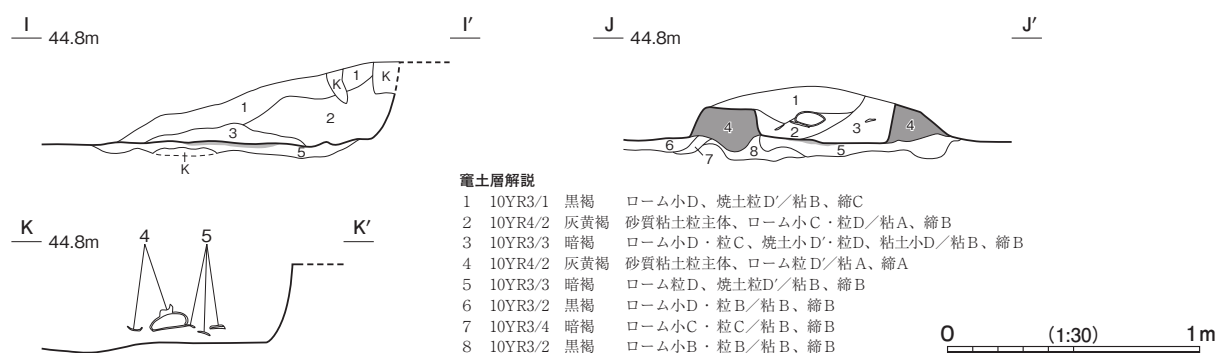 I 44.8m I′
J 44.8m J′
1 K 1 K
2
3
5
K
1
4 2 3 4
6 7 8 5
K 44.8m K′
4 5
竈土層解説
1 10YR3/1 黒褐 ローム小D、焼土粒D′／粘B、締C
2 10YR4/2 灰黄褐 砂質粘土粒主体、ローム小C・粒D／粘A、締B
3 10YR3/3 暗褐 ローム小D・粒C、焼土小D′・粒D、粘土小D／粘B、締B
4 10YR4/2 灰黄褐 砂質粘土粒主体、ローム粒D′／粘A、締A
5 10YR3/3 暗褐 ローム粒D、焼土粒D′／粘B、締B
6 10YR3/2 黒褐 ローム小D・粒B／粘B、締B
7 10YR3/4 暗褐 ローム小C・粒C／粘B、締B
8 10YR3/2 黒褐 ローム小B・粒B／粘B、締B
0 (1:30) 1m